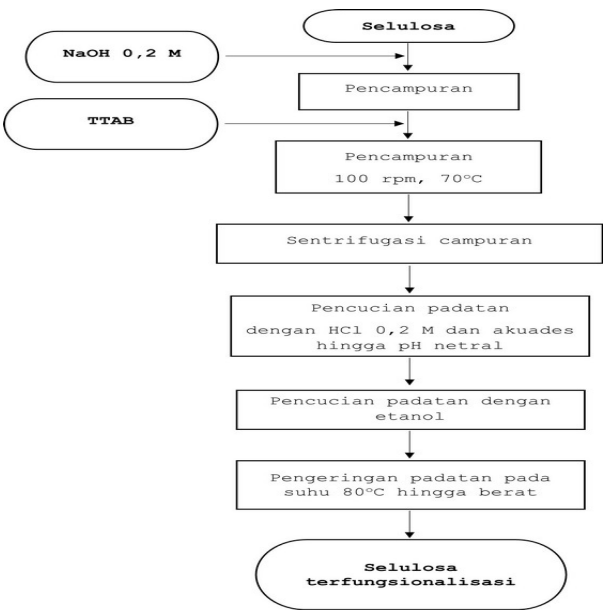 Selulosa
NaOH 0,2 M
Pencampuran
TTAB
Pencampuran
100 rpm, 70°C
Sentrifugasi campuran
Pencucian padatan
dengan HCl 0,2 M dan akuades
hingga pH netral
Pencucian padatan dengan
etanol
Pengeringan padatan pada
suhu 80°C hingga berat
Selulosa
terfungsionalisasi